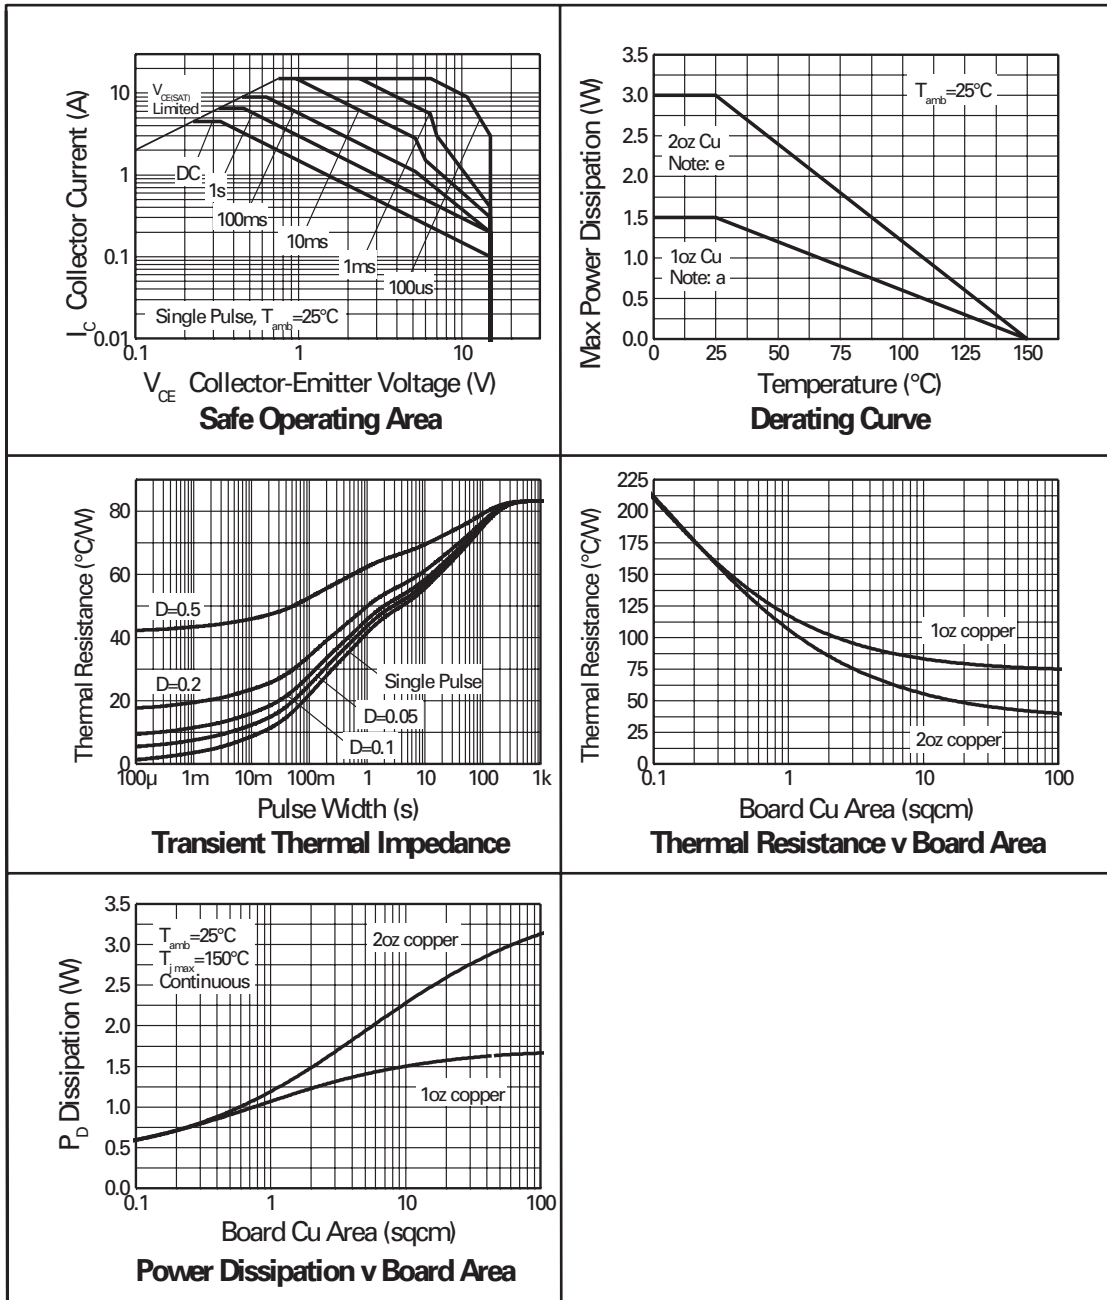 I_C Collector Current (A)
10
1
0.1
0.01
V_CE(SAT)
Limited
DC
1s
100ms
10ms
1ms
100us
Single Pulse, T_amb=25°C
0.1
1
10
V_CE Collector-Emitter Voltage (V)
Safe Operating Area
Max Power Dissipation (W)
3.5
3.0
2.5
2.0
1.5
1.0
0.5
0.0
T_amb=25°C
2oz Cu
Note: e
1oz Cu
Note: a
0
25
50
75
100
125
150
Temperature (°C)
Derating Curve
Thermal Resistance (°C/W)
80
60
40
20
0
D=0.5
D=0.2
Single Pulse
D=0.05
D=0.1
100µ
1m
10m
100m
1
10
100
1k
Pulse Width (s)
Transient Thermal Impedance
Thermal Resistance (°C/W)
225
200
175
150
125
100
75
50
25
0
1oz copper
2oz copper
0.1
1
10
100
Board Cu Area (sqcm)
Thermal Resistance v Board Area
P_D Dissipation (W)
3.5
3.0
2.5
2.0
1.5
1.0
0.5
0.0
T_amb=25°C
T_j max=150°C
Continuous
2oz copper
1oz copper
0.1
1
10
100
Board Cu Area (sqcm)
Power Dissipation v Board Area